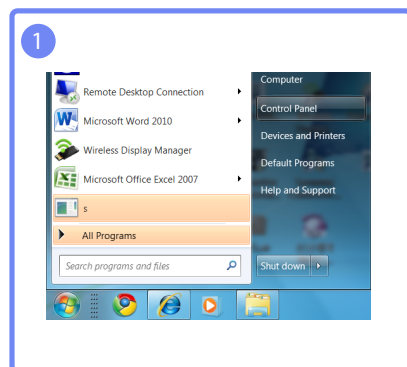 1
Remote Desktop Connection
Microsoft Word 2010
Wireless Display Manager
Microsoft Office Excel 2007
s
All Programs
Search programs and files
Computer
Control Panel
Devices and Printers
Default Programs
Help and Support
Shut down